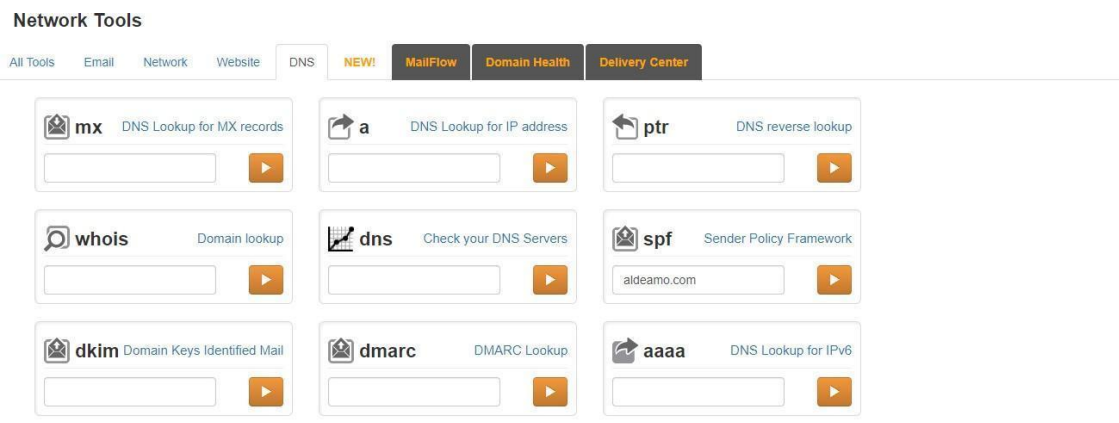 Network Tools
All Tools Email Network Website DNS NEW! MailFlow Domain Health Delivery Center
mx DNS Lookup for MX records
a DNS Lookup for IP address
ptr DNS reverse lookup
whois Domain lookup
dns Check your DNS Servers
spf Sender Policy Framework
aldeamo.com
dkim Domain Keys Identified Mail
dmarc DMARC Lookup
aaaa DNS Lookup for IPv6